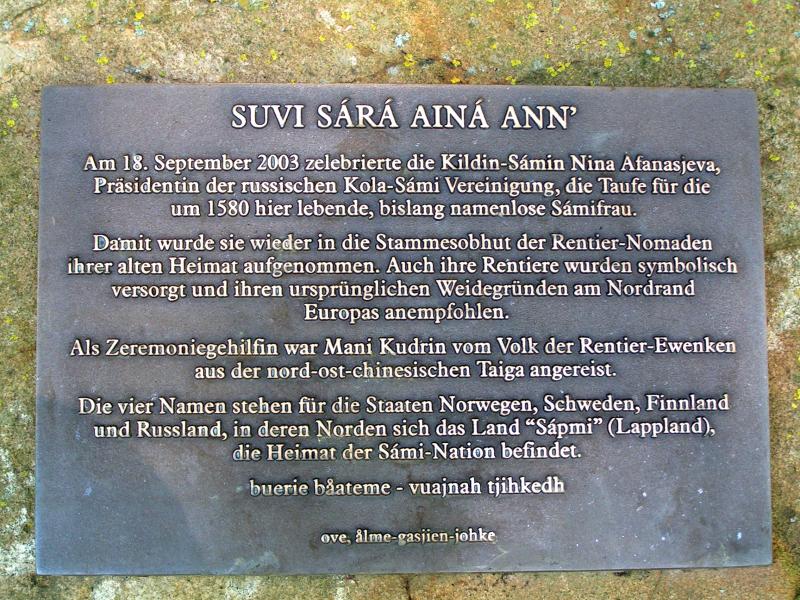 SUVI SÁRÁ AINÁ ANN’
Am 18. September 2003 zelebrierte die Kildin-Sámin Nina Afanasjeva,
Präsidentin der russischen Kola-Sámi Vereinigung, die Taufe für die
um 1580 hier lebende, bislang namenlose Sámifrau.
Damit wurde sie wieder in die Stammesobhut der Rentier-Nomaden
ihrer alten Heimat aufgenommen. Auch ihre Rentiere wurden symbolisch
versorgt und ihren ursprünglichen Weidegründen am Nordrand
Europas anempfohlen.
Als Zeremoniegehilfin war Mani Kudrin vom Volk der Rentier-Ewenken
aus der nord-ost-chinesischen Taiga angereist.
Die vier Namen stehen für die Staaten Norwegen, Schweden, Finnland
und Russland, in deren Norden sich das Land “Sápmi” (Lappland),
die Heimat der Sámi-Nation befindet.
buerie båateme - vuajnah tjihkedh
ove, ålme-gasjien-johke